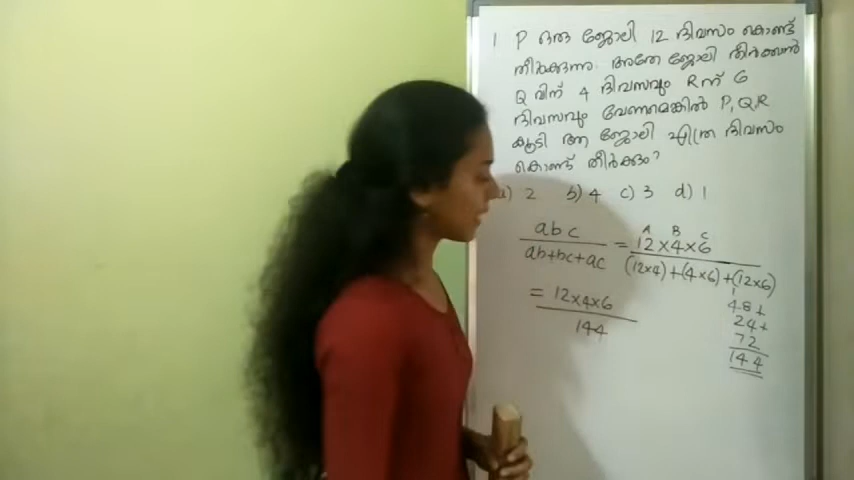 1 P ഒരു ജോലി 12 ദിവസം കൊണ്ട്
തീർക്കുന്നു. അതേ ജോലി തീർക്കാൻ
Q വിന് 4 ദിവസവും R ന് 6
ദിവസവും വേണമെങ്കിൽ P, Q, R
കൂടി ആ ജോലി എത്ര ദിവസം
കൊണ്ട് തീർക്കും?
a) 2 b) 4 c) 3 d) 1
A B C
abc / ab+bc+ac = 12×4×6 / (12×4)+(4×6)+(12×6)
= 12×4×6 / 144
48+
24+
72
144